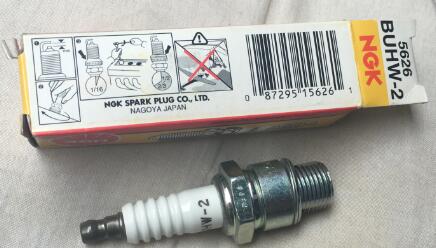 5626
BUHW-2
NGK
1/16
NGK SPARK PLUG CO., LTD.
NAGOYA JAPAN
0 87295 15626 1
W-2